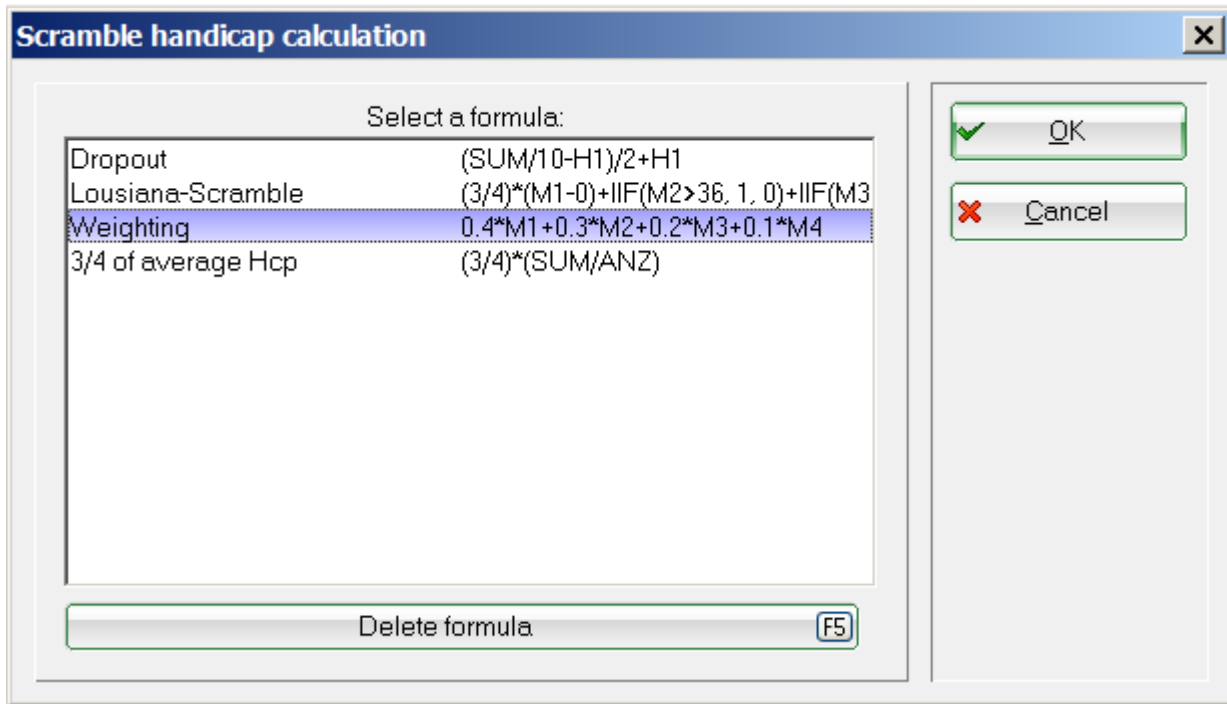 Scramble handicap calculation
Select a formula:
Dropout (SUM/10-H1)/2+H1
Lousiana-Scramble (3/4)*(M1-0)+IIF(M2>36, 1, 0)+IIF(M3
Weighting 0.4*M1+0.3*M2+0.2*M3+0.1*M4
3/4 of average Hcp (3/4)*(SUM/ANZ)
Delete formula F5
OK
Cancel